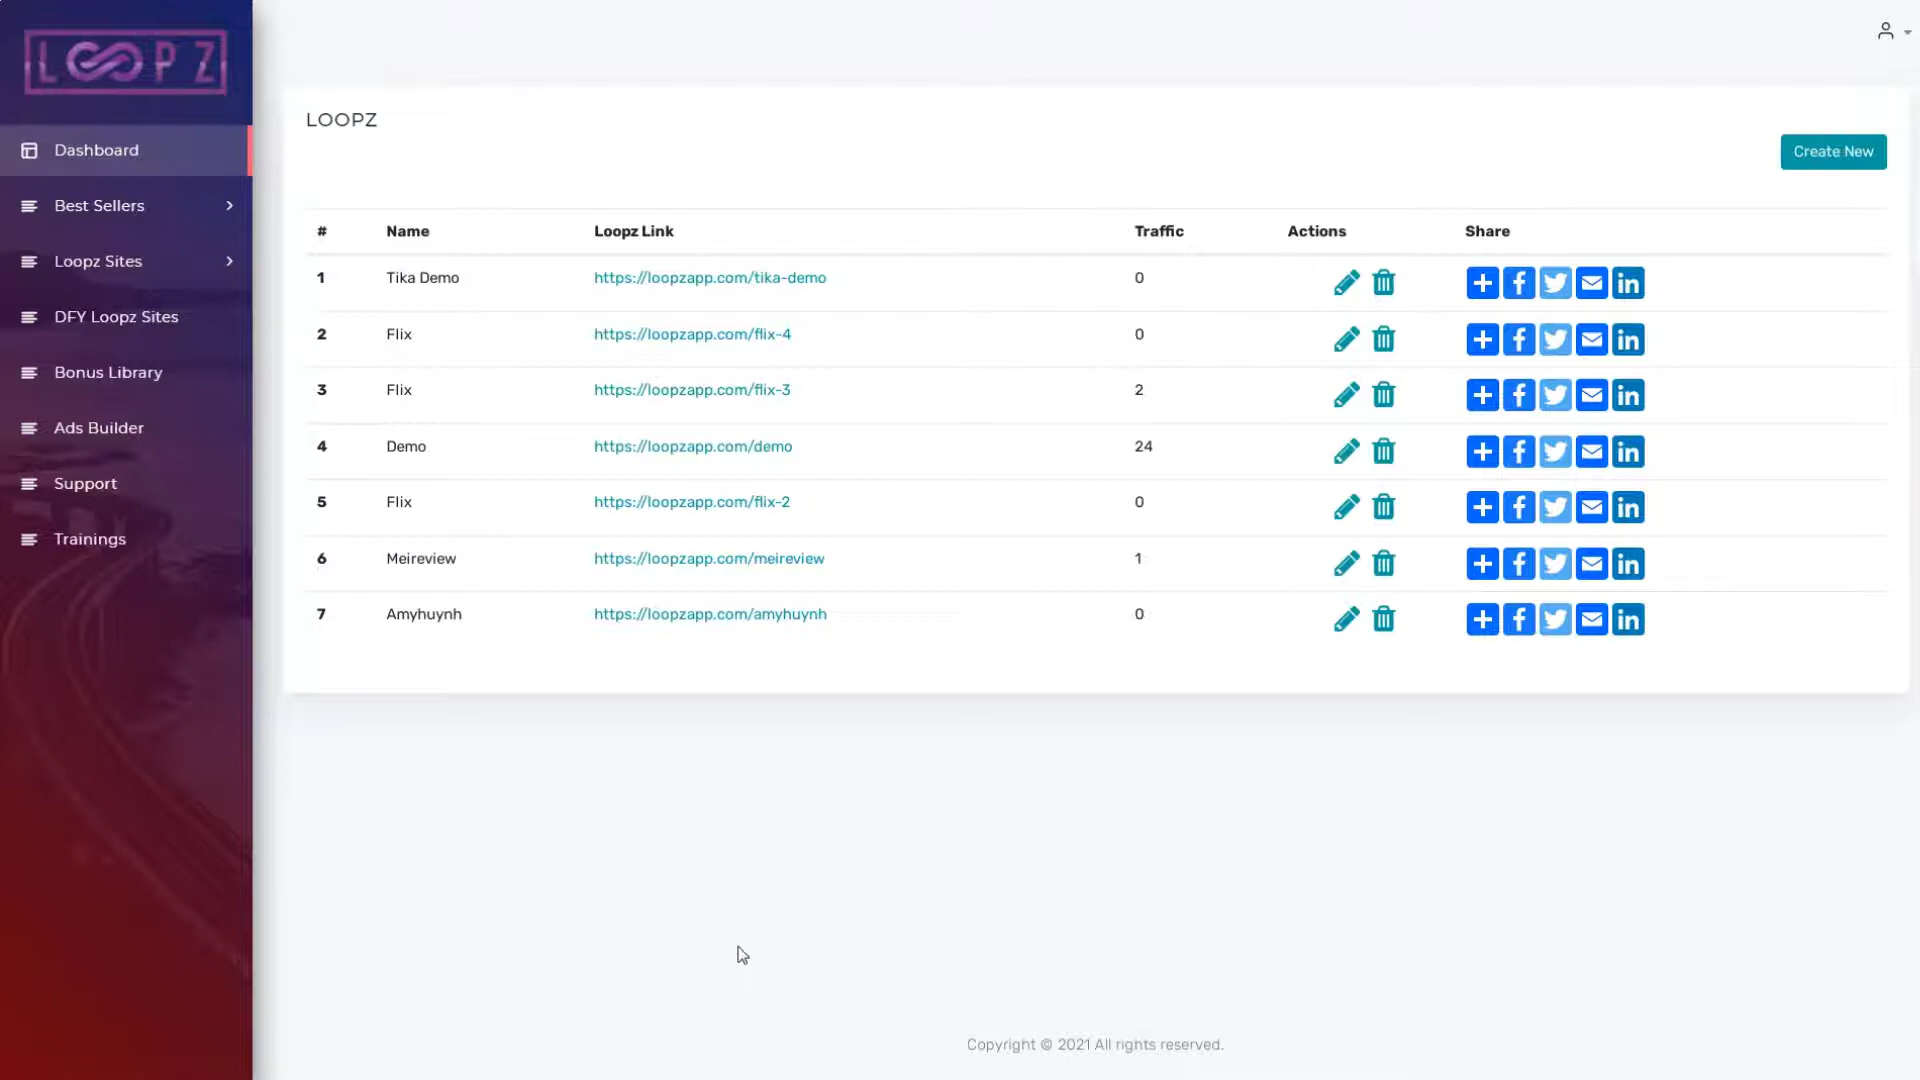 LOOPZ
Dashboard
Best Sellers
Loopz Sites
DFY Loopz Sites
Bonus Library
Ads Builder
Support
Trainings
LOOPZ
Create New
# Name Loopz Link Traffic Actions Share
1 Tika Demo https://loopzapp.com/tika-demo 0
2 Flix https://loopzapp.com/flix-4 0
3 Flix https://loopzapp.com/flix-3 2
4 Demo https://loopzapp.com/demo 24
5 Flix https://loopzapp.com/flix-2 0
6 Meireview https://loopzapp.com/meireview 1
7 Amyhuynh https://loopzapp.com/amyhuynh 0
Copyright © 2021 All rights reserved.